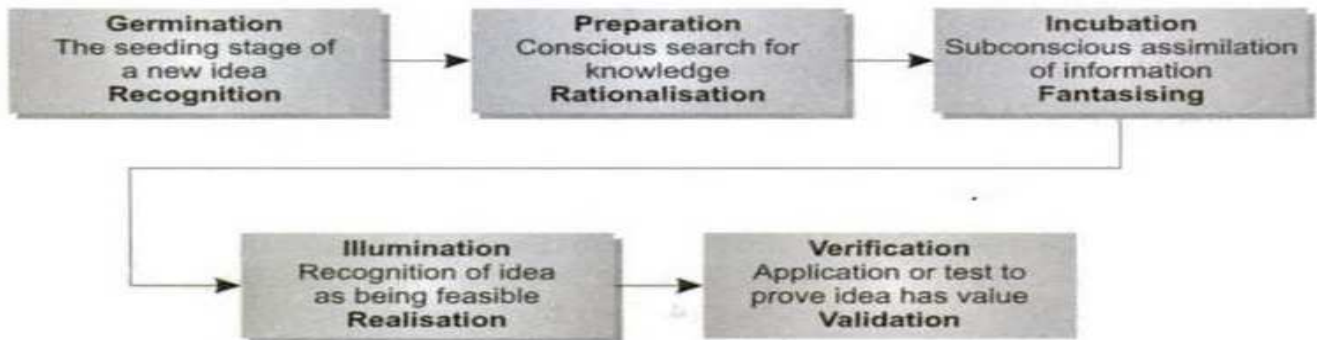 Germination
The seeding stage of
a new idea
Recognition
Preparation
Conscious search for
knowledge
Rationalisation
Incubation
Subconscious assimilation
of information
Fantasising
Illumination
Recognition of idea
as being feasible
Realisation
Verification
Application or test to
prove idea has value
Validation